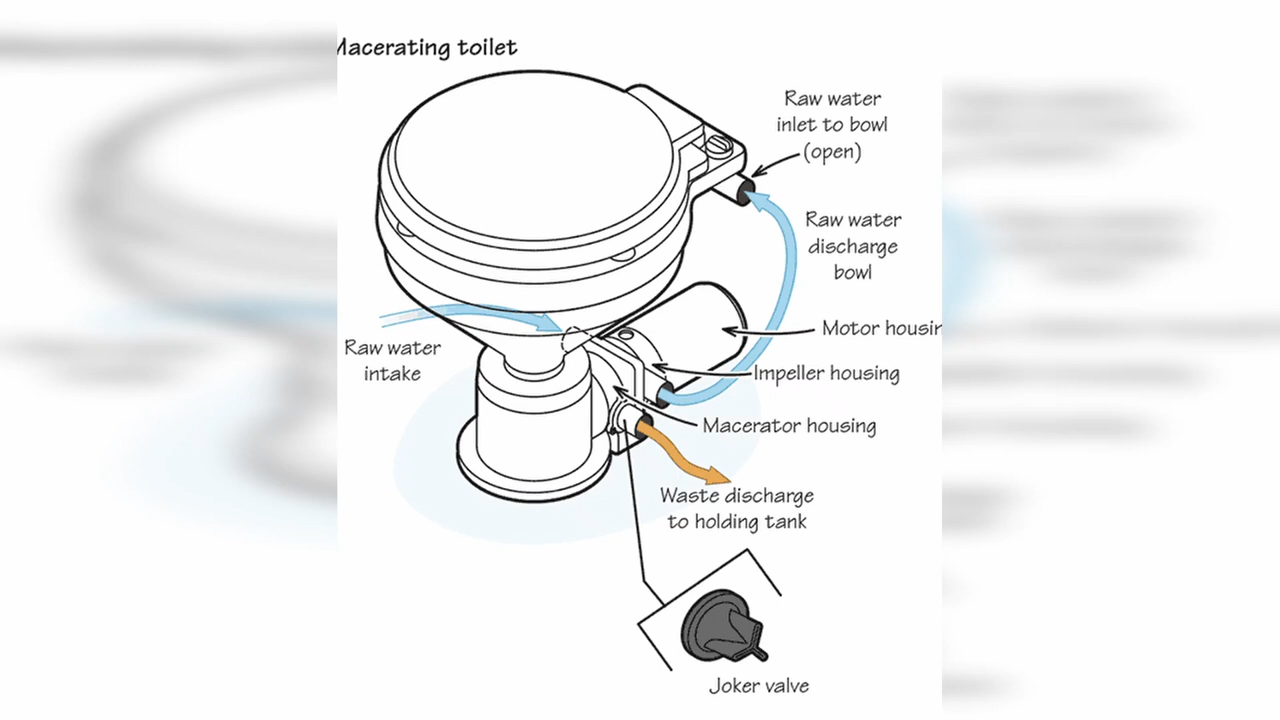 Macerating toilet
Raw water
inlet to bowl
(open)
Raw water
discharge
bowl
Motor housin
Raw water
intake
Impeller housing
Macerator housing
Waste discharge
to holding tank
Joker valve